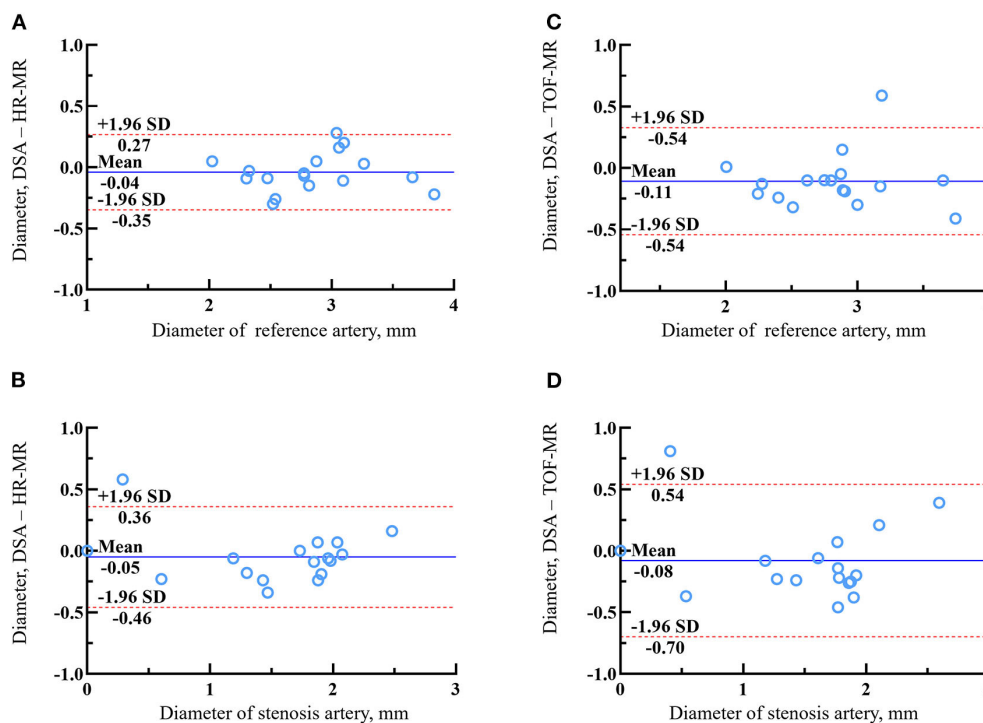 A
Diameter, DSA – HR-MR
1.0
0.5
0.0
-0.5
-1.0
+1.96 SD
0.27
Mean
-0.04
-1.96 SD
-0.35
1
2
3
4
Diameter of reference artery, mm
C
Diameter, DSA – TOF-MR
1.0
0.5
0.0
-0.5
-1.0
+1.96 SD
-0.54
Mean
-0.11
-1.96 SD
-0.54
2
3
Diameter of reference artery, mm
B
Diameter, DSA – HR-MR
1.0
0.5
0.0
-0.5
-1.0
+1.96 SD
0.36
Mean
-0.05
-1.96 SD
-0.46
0
1
2
3
Diameter of stenosis artery, mm
D
Diameter, DSA – TOF-MR
1.0
0.5
0.0
-0.5
-1.0
+1.96 SD
0.54
Mean
-0.08
-1.96 SD
-0.70
0
1
2
Diameter of stenosis artery, mm